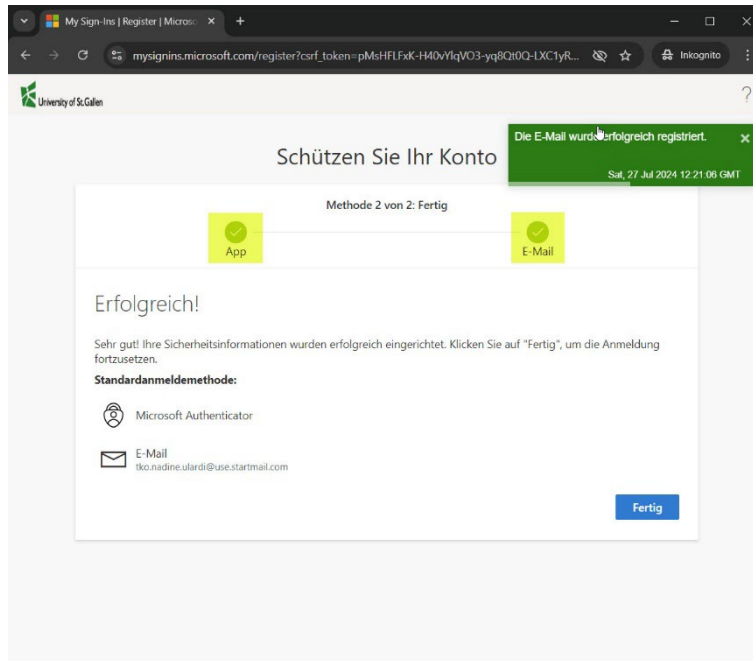 My Sign-Ins | Register | Microso
mysignins.microsoft.com/register?csrf_token=pMsHFLFxK-H40vYlqVO3-yq8Qt0Q-LXC1yR...
Inkognito
University of St.Gallen
?
Die E-Mail wurde erfolgreich registriert.
Sat, 27 Jul 2024 12:21:06 GMT
Schützen Sie Ihr Konto
Methode 2 von 2: Fertig
App
E-Mail
Erfolgreich!
Sehr gut! Ihre Sicherheitsinformationen wurden erfolgreich eingerichtet. Klicken Sie auf "Fertig", um die Anmeldung
fortzusetzen.
Standardanmeldemethode:
Microsoft Authenticator
E-Mail
tko.nadine.ulardi@use.startmail.com
Fertig